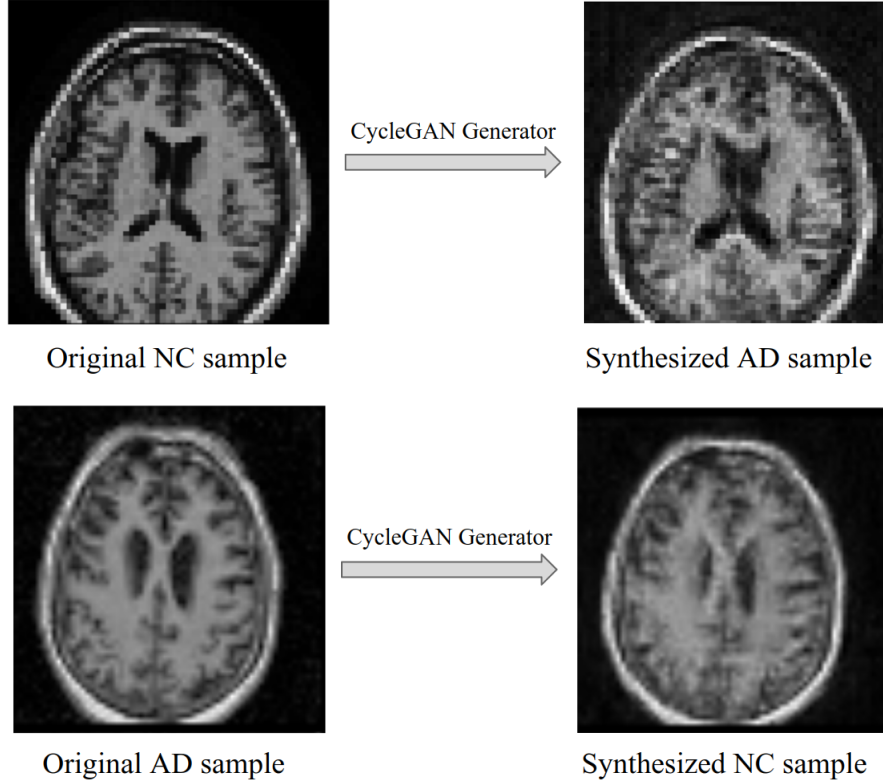 CycleGAN Generator
Original NC sample
Synthesized AD sample
CycleGAN Generator
Original AD sample
Synthesized NC sample